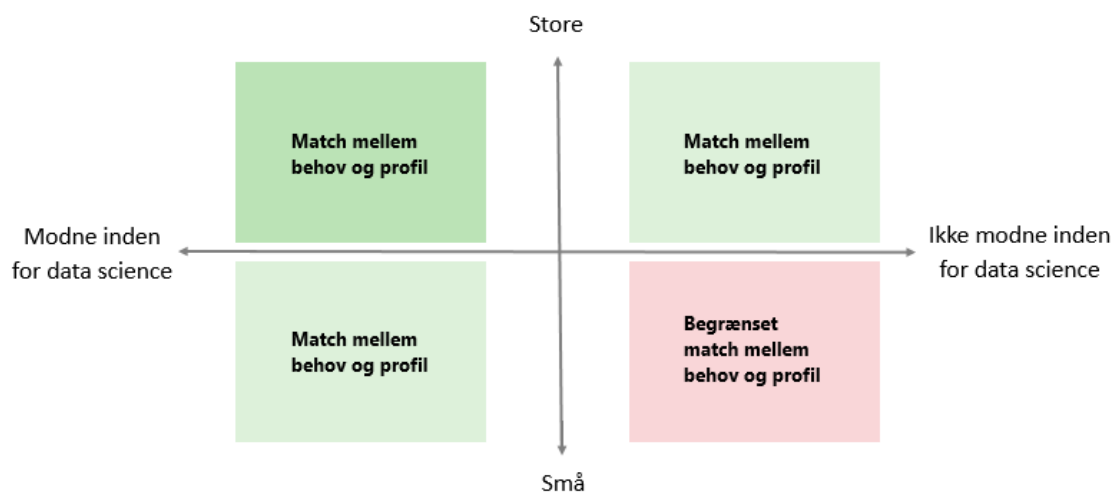 Store
Match mellem
behov og profil
Match mellem
behov og profil
Modne inden
for data science
Ikke modne inden
for data science
Match mellem
behov og profil
Begrænset
match mellem
behov og profil
Små